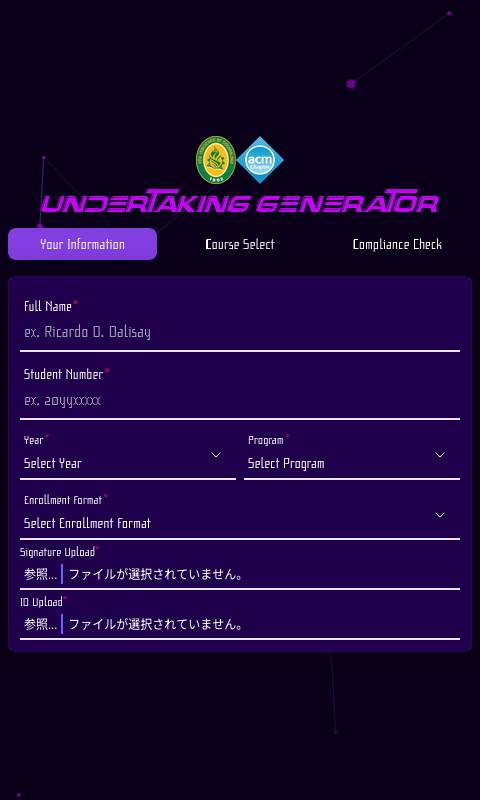 acm
Chapter
UNDERTAKING GENERATOR
Your Information
Course Select
Compliance Check
Full Name*
ex. Ricardo D. Dalisay
Student Number*
ex. 20yyxxxxx
Year*
Program*
Select Year
Select Program
Enrollment Format*
Select Enrollment Format
Signature Upload*
参照... ファイルが選択されていません。
ID Upload*
参照... ファイルが選択されていません。